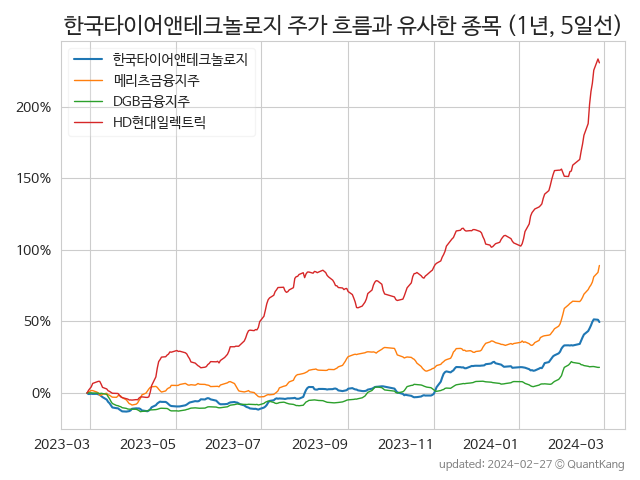 한국타이어앤테크놀로지 주가 흐름과 유사한 종목 (1년, 5일선)
한국타이어앤테크놀로지
메리츠금융지주
DGB금융지주
HD현대일렉트릭
200%
150%
100%
50%
0%
2023-03 2023-05 2023-07 2023-09 2023-11 2024-01 2024-03
updated: 2024-02-27 © QuantKang